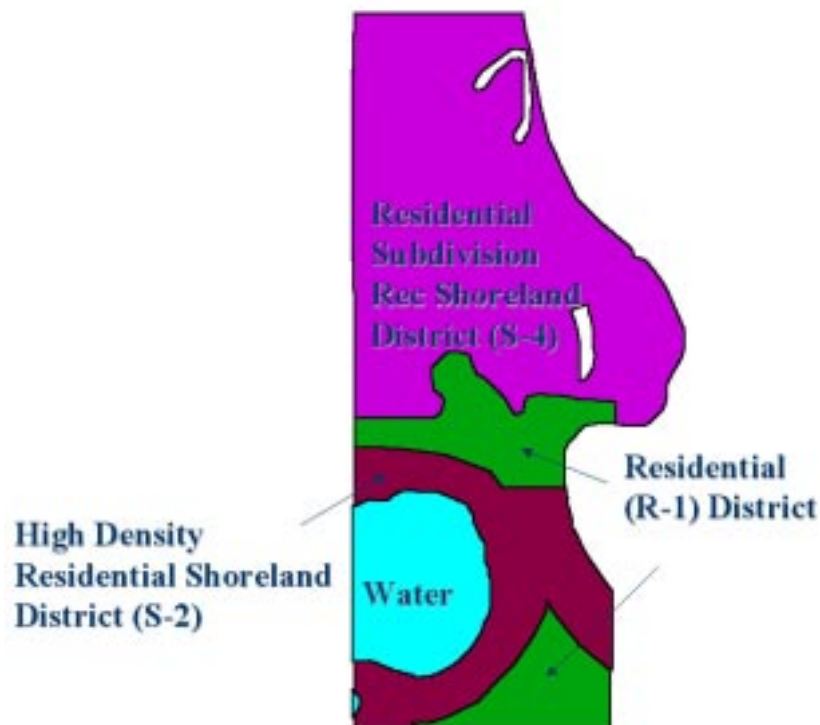 Residential
Subdivision
Rec Shoreland
District (S-4)
Residential
(R-1) District
High Density
Residential Shoreland
District (S-2)
Water